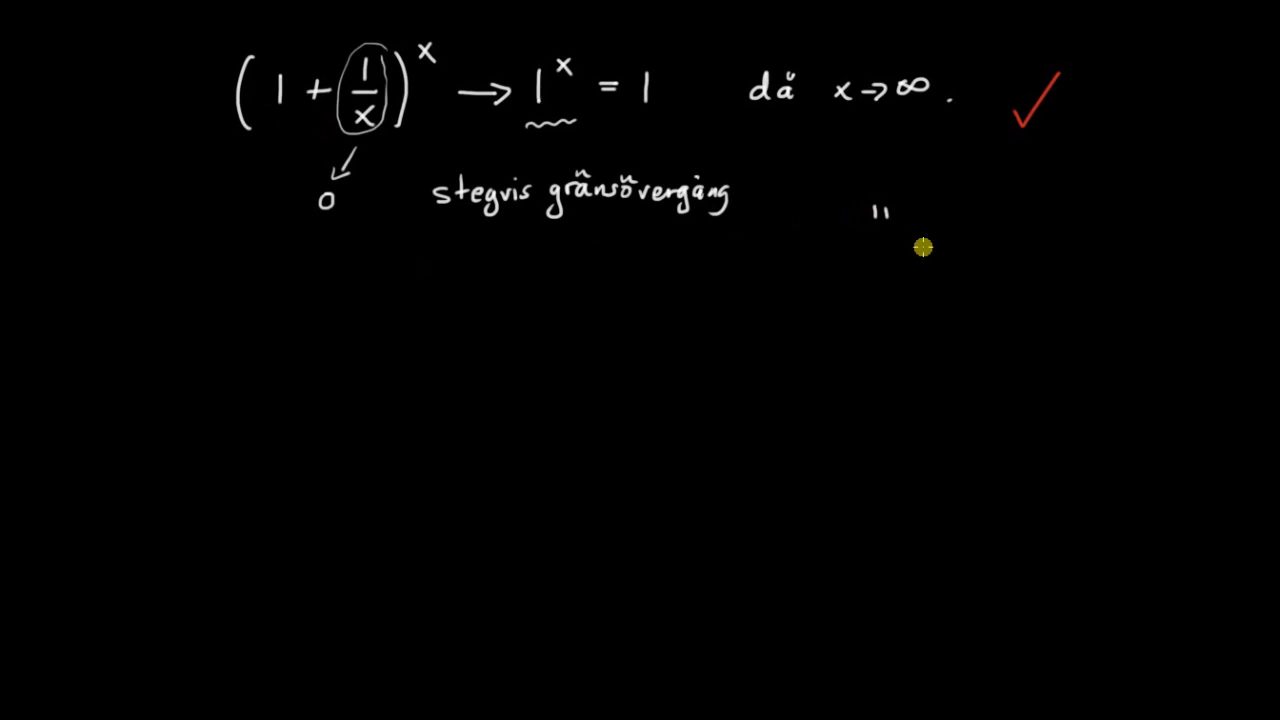 (1 + 1/x)^x → 1^x = 1 då x → ∞.
0 stegvis gränsövergång "